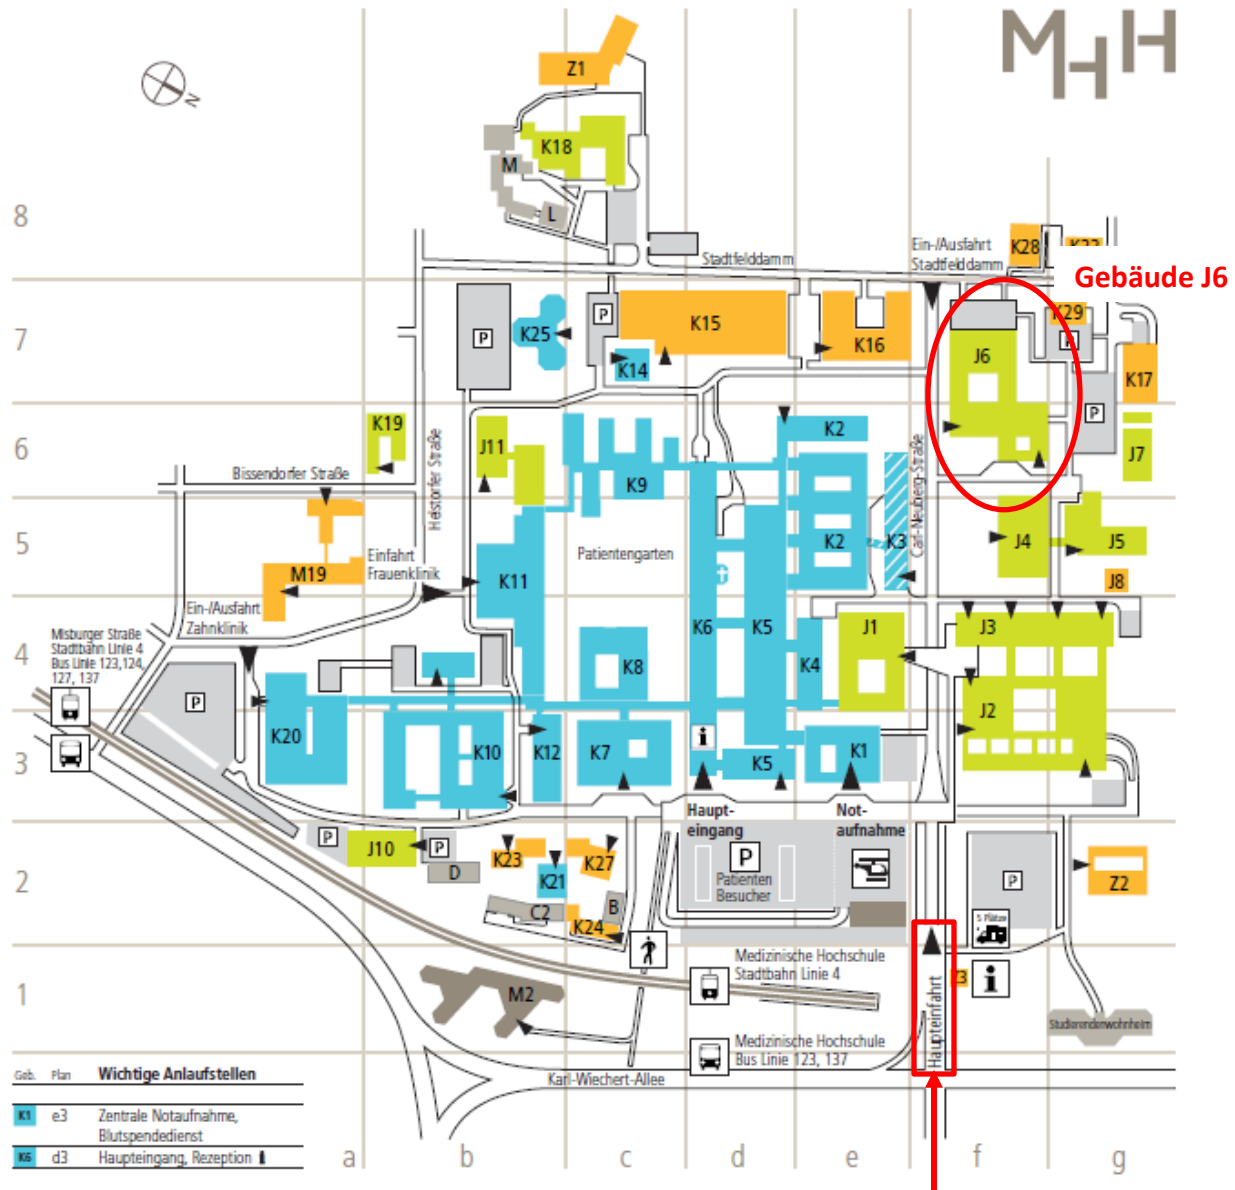 MHH
Z1
N
K18
M
L
8
Stadtfelddamm
Ein-/Ausfahrt
Stadtfelddamm
K28
Gebäude J6
7
P
K25
P
K15
K14
K16
J6
K29
P
K17
P
6
K19
Bissendorfer Straße
J11
K9
K2
J7
Carl-Neuberg-Straße
5
M19
Einfahrt
Frauenklinik
K11
Patientengarten
K2
K3
J4
J5
J8
Ein-/Ausfahrt
Zahnklinik
4
Misburger Straße
Stadtbahn Linie 4
Bus Linie 123,124,
127, 137
P
K8
K6
K5
K4
J1
J3
3
K20
K10
K12
K7
i
K5
K1
J2
Haupt-
eingang
Not-
aufnahme
2
P
J10
P
D
K23
K21
K27
C2
K24
B
P
Patienten
Besucher
P
5 Plätze
Z2
1
M2
Medizinische Hochschule
Stadtbahn Linie 4
Medizinische Hochschule
Bus Linie 123, 137
Haupteinfahrt
i
Studierendenwohnheim
Karl-Wiechert-Allee
Geb. Plan Wichtige Anlaufstellen
K1 e3 Zentrale Notaufnahme,
Blutspendedienst
K6 d3 Haupteingang, Rezeption i
a b c d e f g